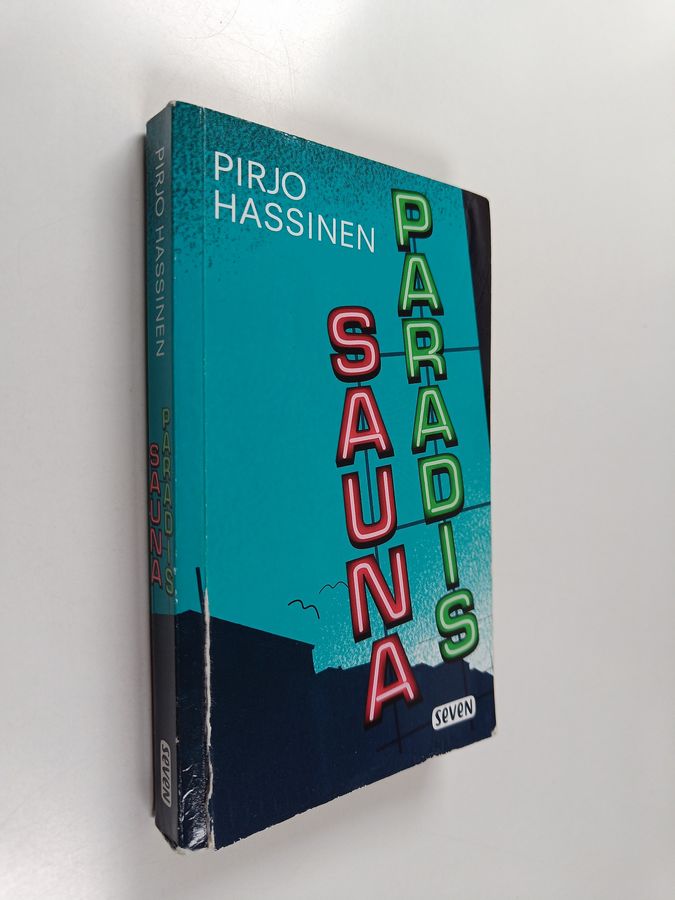 PIRJO
HASSINEN
SAUNA
PARADIS
seven
PIRJO HASSINEN
SAUNA
PARADIS
seven